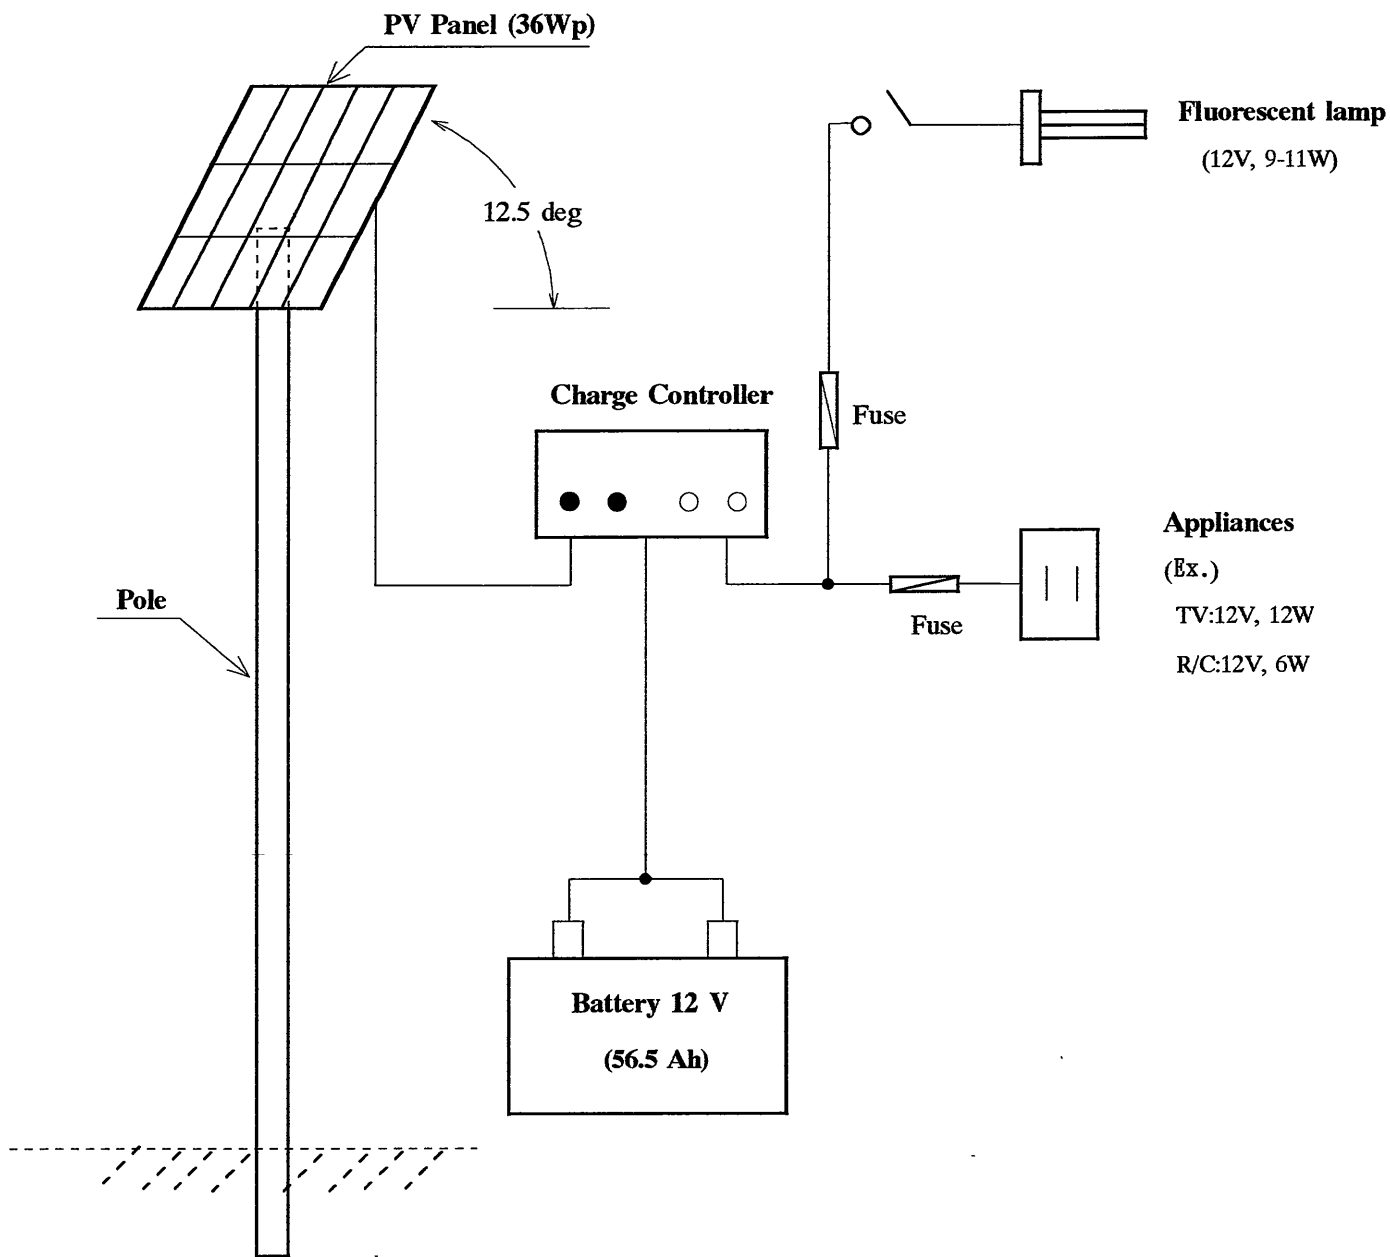 PV Panel (36Wp)
Fluorescent lamp
(12V, 9-11W)
12.5 deg
Charge Controller
Fuse
Appliances
(Ex.)
TV:12V, 12W
R/C:12V, 6W
Fuse
Pole
Battery 12 V
(56.5 Ah)